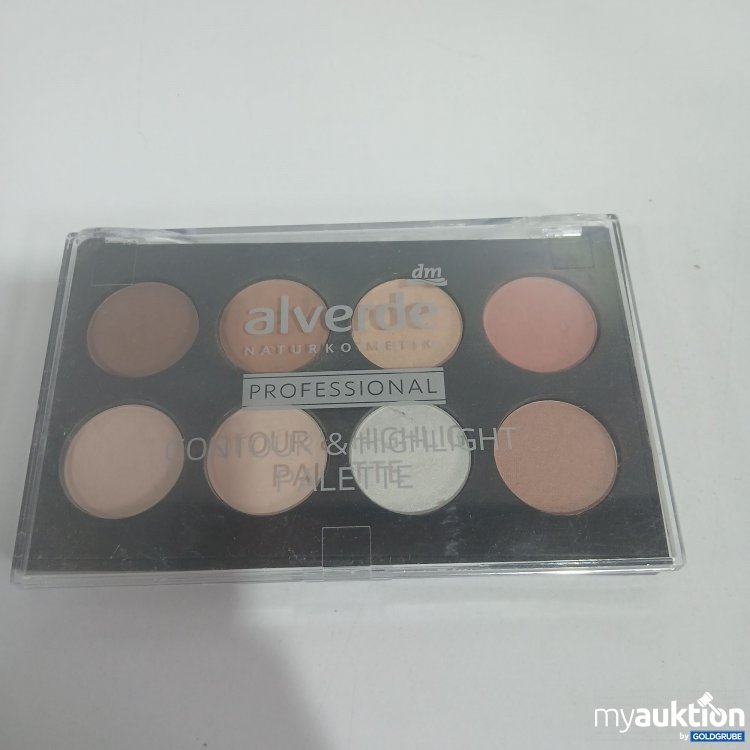 dm
alverde
NATURKOSMETIK
PROFESSIONAL
CONTOUR & HIGHLIGHT
PALETTE
myauktion
by GOLDGRUBE